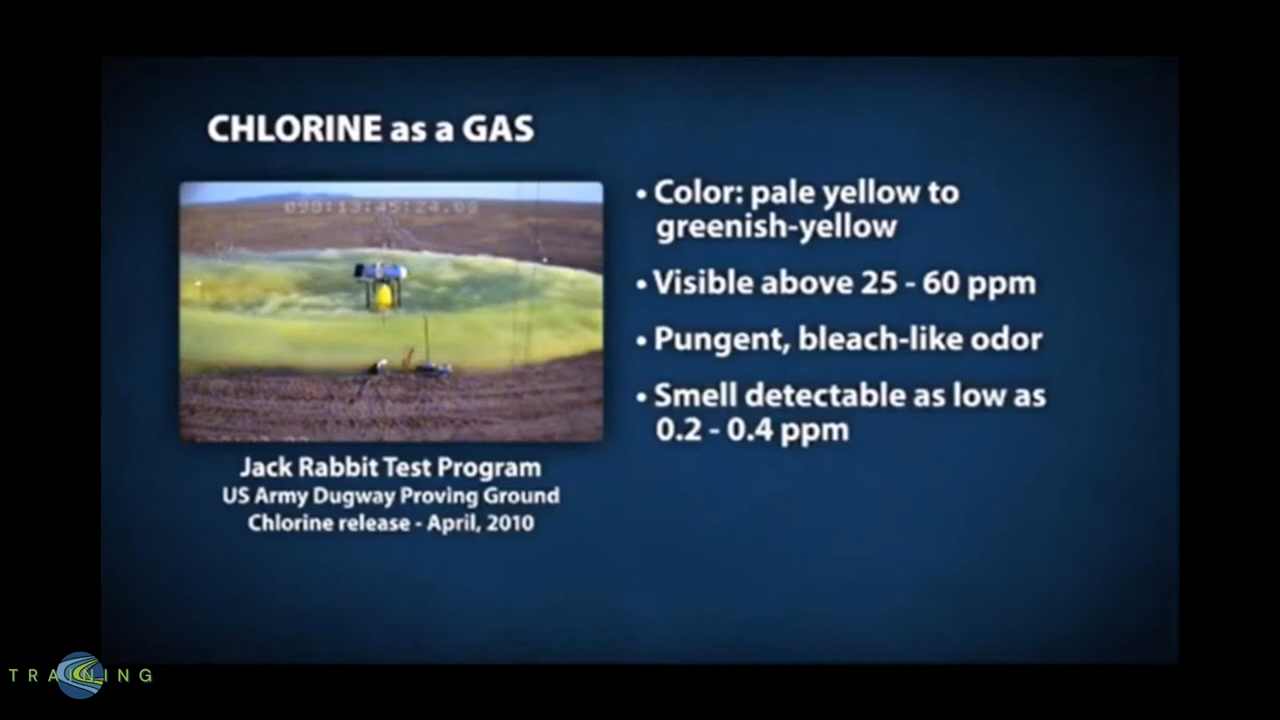 CHLORINE as a GAS
• Color: pale yellow to
greenish-yellow
• Visible above 25 - 60 ppm
• Pungent, bleach-like odor
• Smell detectable as low as
0.2 - 0.4 ppm
Jack Rabbit Test Program
US Army Dugway Proving Ground
Chlorine release - April, 2010
TRAINING